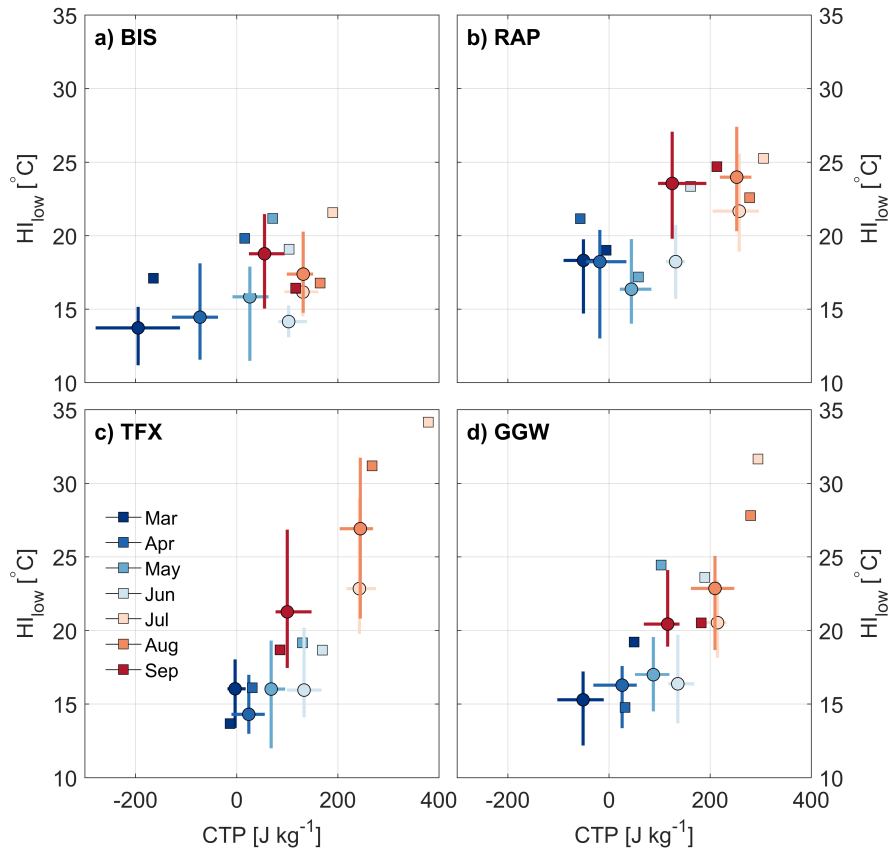 a) BIS
b) RAP
35
30
25
20
15
10
HI_low [°C]
35
30
25
20
15
10
HI_low [°C]
c) TFX
d) GGW
Mar
Apr
May
Jun
Jul
Aug
Sep
35
30
25
20
15
10
HI_low [°C]
35
30
25
20
15
10
HI_low [°C]
-200 0 200 400
-200 0 200 400
CTP [J kg⁻¹]
CTP [J kg⁻¹]